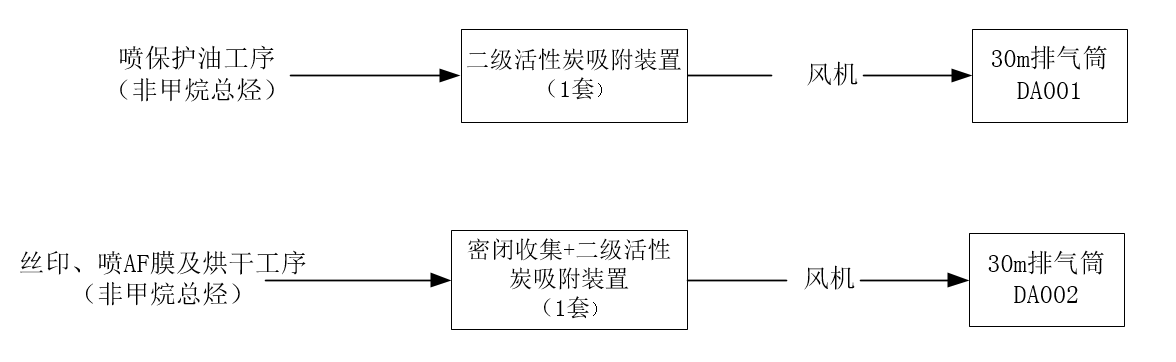 喷保护油工序
（非甲烷总烃）
二级活性炭吸附装置
（1套）
风机
30m排气筒
DA001
丝印、喷AF膜及烘干工序
（非甲烷总烃）
密闭收集+二级活性
炭吸附装置
（1套）
风机
30m排气筒
DA002